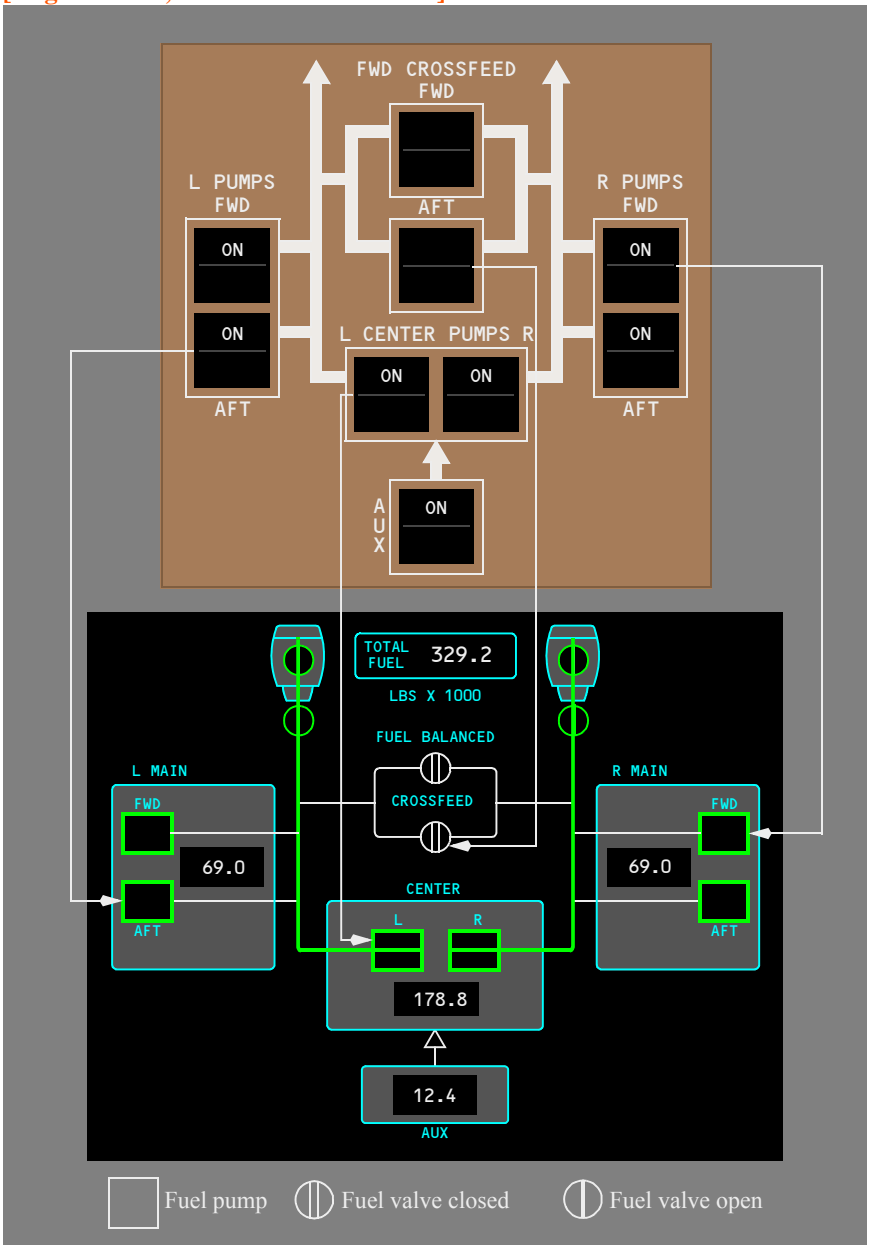 FWD CROSSFEED
FWD
L PUMPS
FWD
R PUMPS
FWD
AFT
ON
ON
ON
ON
L CENTER PUMPS R
ON
ON
AFT
AFT
AUX
ON
TOTAL FUEL
329.2
LBS X 1000
FUEL BALANCED
L MAIN
R MAIN
CROSSFEED
FWD
FWD
69.0
69.0
CENTER
AFT
AFT
L
R
178.8
12.4
AUX
Fuel pump
Fuel valve closed
Fuel valve open